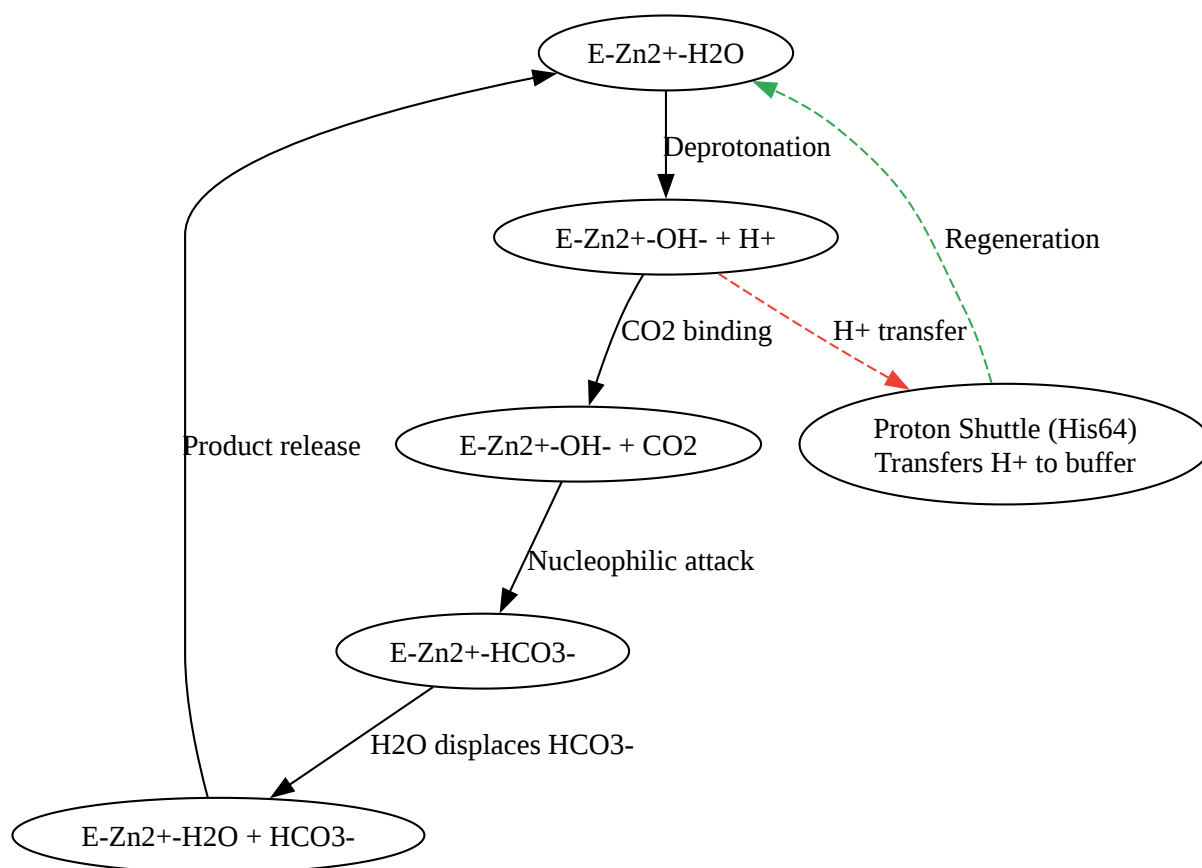 E-Zn2+-H2O
Deprotonation
E-Zn2+-OH- + H+
Regeneration
CO2 binding
H+ transfer
E-Zn2+-OH- + CO2
Proton Shuttle (His64)
Transfers H+ to buffer
Product release
Nucleophilic attack
E-Zn2+-HCO3-
H2O displaces HCO3-
E-Zn2+-H2O + HCO3-